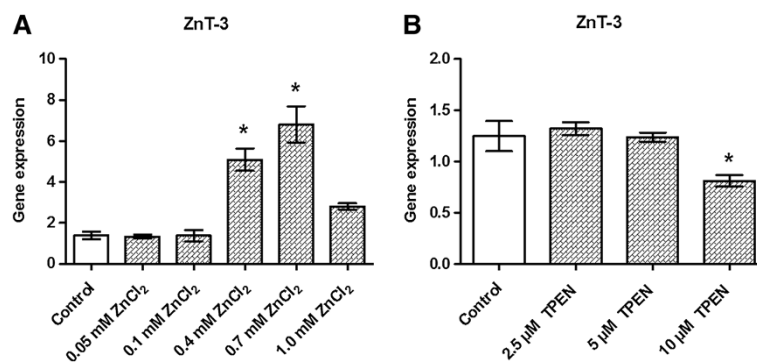 A
ZnT-3
Gene expression
10
8
6
4
2
0
*
*
Control
0.05 mM ZnCl₂
0.1 mM ZnCl₂
0.4 mM ZnCl₂
0.7 mM ZnCl₂
1.0 mM ZnCl₂
B
ZnT-3
Gene expression
2.0
1.5
1.0
0.5
0.0
*
Control
2.5 µM TPEN
5 µM TPEN
10 µM TPEN